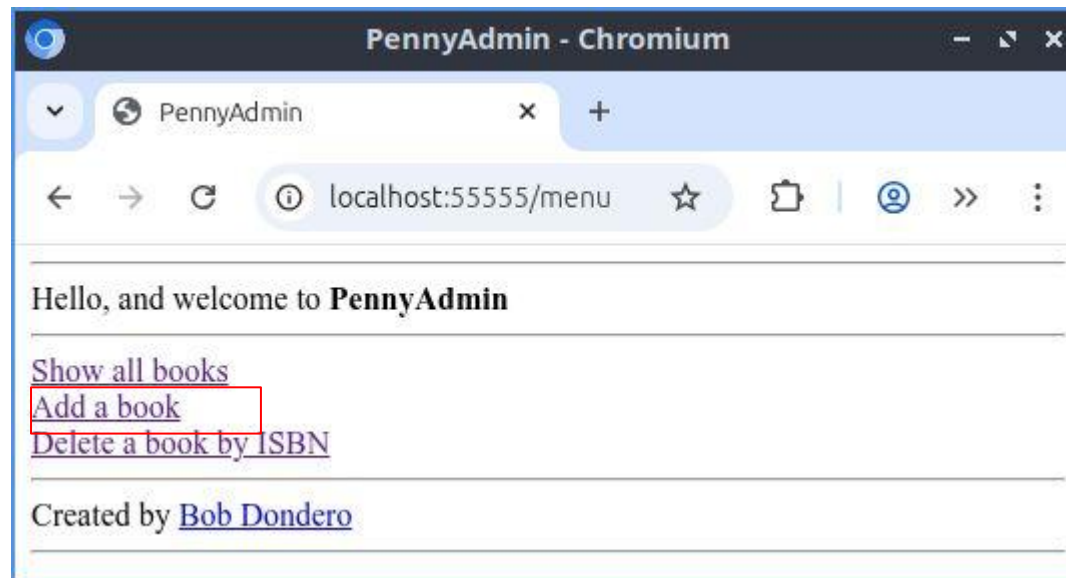 PennyAdmin - Chromium
PennyAdmin
localhost:55555/menu
Hello, and welcome to PennyAdmin
Show all books
Add a book
Delete a book by ISBN
Created by Bob Dondero